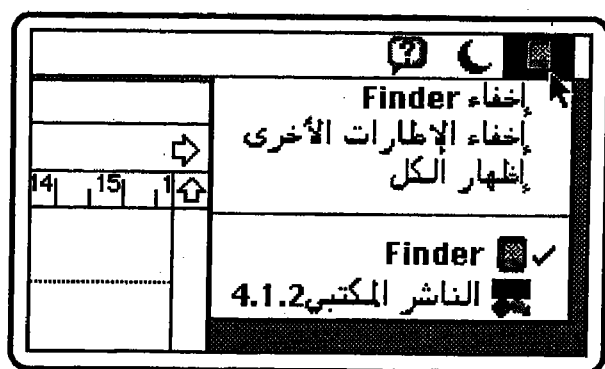 إخفاء Finder
إخفاء الإطارات الأخرى
إظهار الكل
14 15 1
Finder
الناشر المكتبي4.1.2